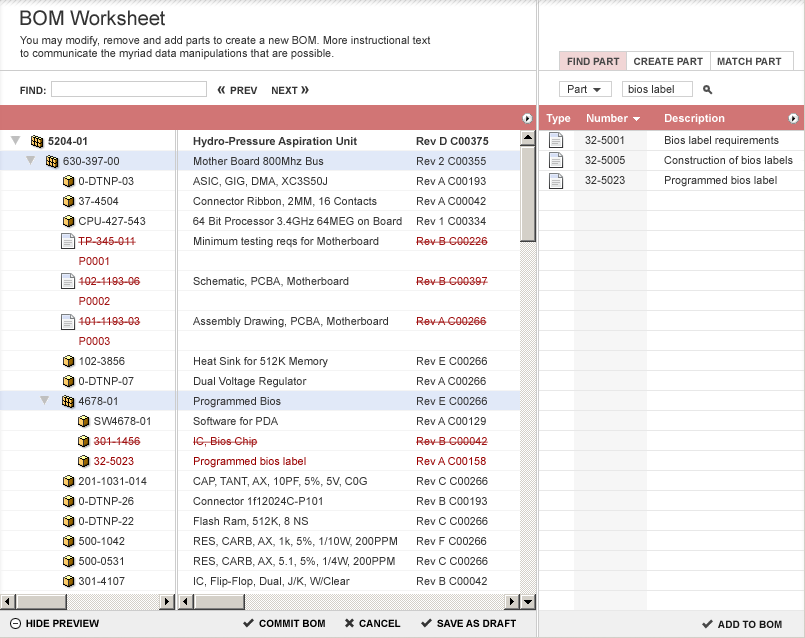 BOM Worksheet
You may modify, remove and add parts to create a new BOM. More instructional text
to communicate the myriad data manipulations that are possible.
FIND: « PREV NEXT »
5204-01 Hydro-Pressure Aspiration Unit Rev D C00375
630-397-00 Mother Board 800Mhz Bus Rev 2 C00355
0-DTNP-03 ASIC, GIG, DMA, XC3S50J Rev A C00193
37-4504 Connector Ribbon, 2MM, 16 Contacts Rev A C00042
CPU-427-543 64 Bit Processor 3.4GHz 64MEG on Board Rev 1 C00334
TP-345-011 Minimum testing reqs for Motherboard Rev B C00226
P0001
102-1193-06 Schematic, PCBA, Motherboard Rev B C00397
P0002
101-1193-03 Assembly Drawing, PCBA, Motherboard Rev A C00266
P0003
102-3856 Heat Sink for 512K Memory Rev E C00266
0-DTNP-07 Dual Voltage Regulator Rev A C00266
4678-01 Programmed Bios Rev E C00266
SW4678-01 Software for PDA Rev A C00129
301-1456 IC, Bios Chip Rev B C00042
32-5023 Programmed bios label Rev A C00158
201-1031-014 CAP, TANT, AX, 10PF, 5%, 5V, C0G Rev C C00266
0-DTNP-26 Connector 1f12024C-P101 Rev B C00193
0-DTNP-22 Flash Ram, 512K, 8 NS Rev C C00266
500-1042 RES, CARB, AX, 1k, 5%, 1/10W, 200PPM Rev F C00266
500-0531 RES, CARB, AX, 5.1, 5%, 1/4W, 200PPM Rev C C00266
301-4107 IC, Flip-Flop, Dual, J/K, W/Clear Rev B C00042
HIDE PREVIEW COMMIT BOM CANCEL SAVE AS DRAFT
FIND PART CREATE PART MATCH PART
Part bios label
Type Number Description
32-5001 Bios label requirements
32-5005 Construction of bios labels
32-5023 Programmed bios label
ADD TO BOM